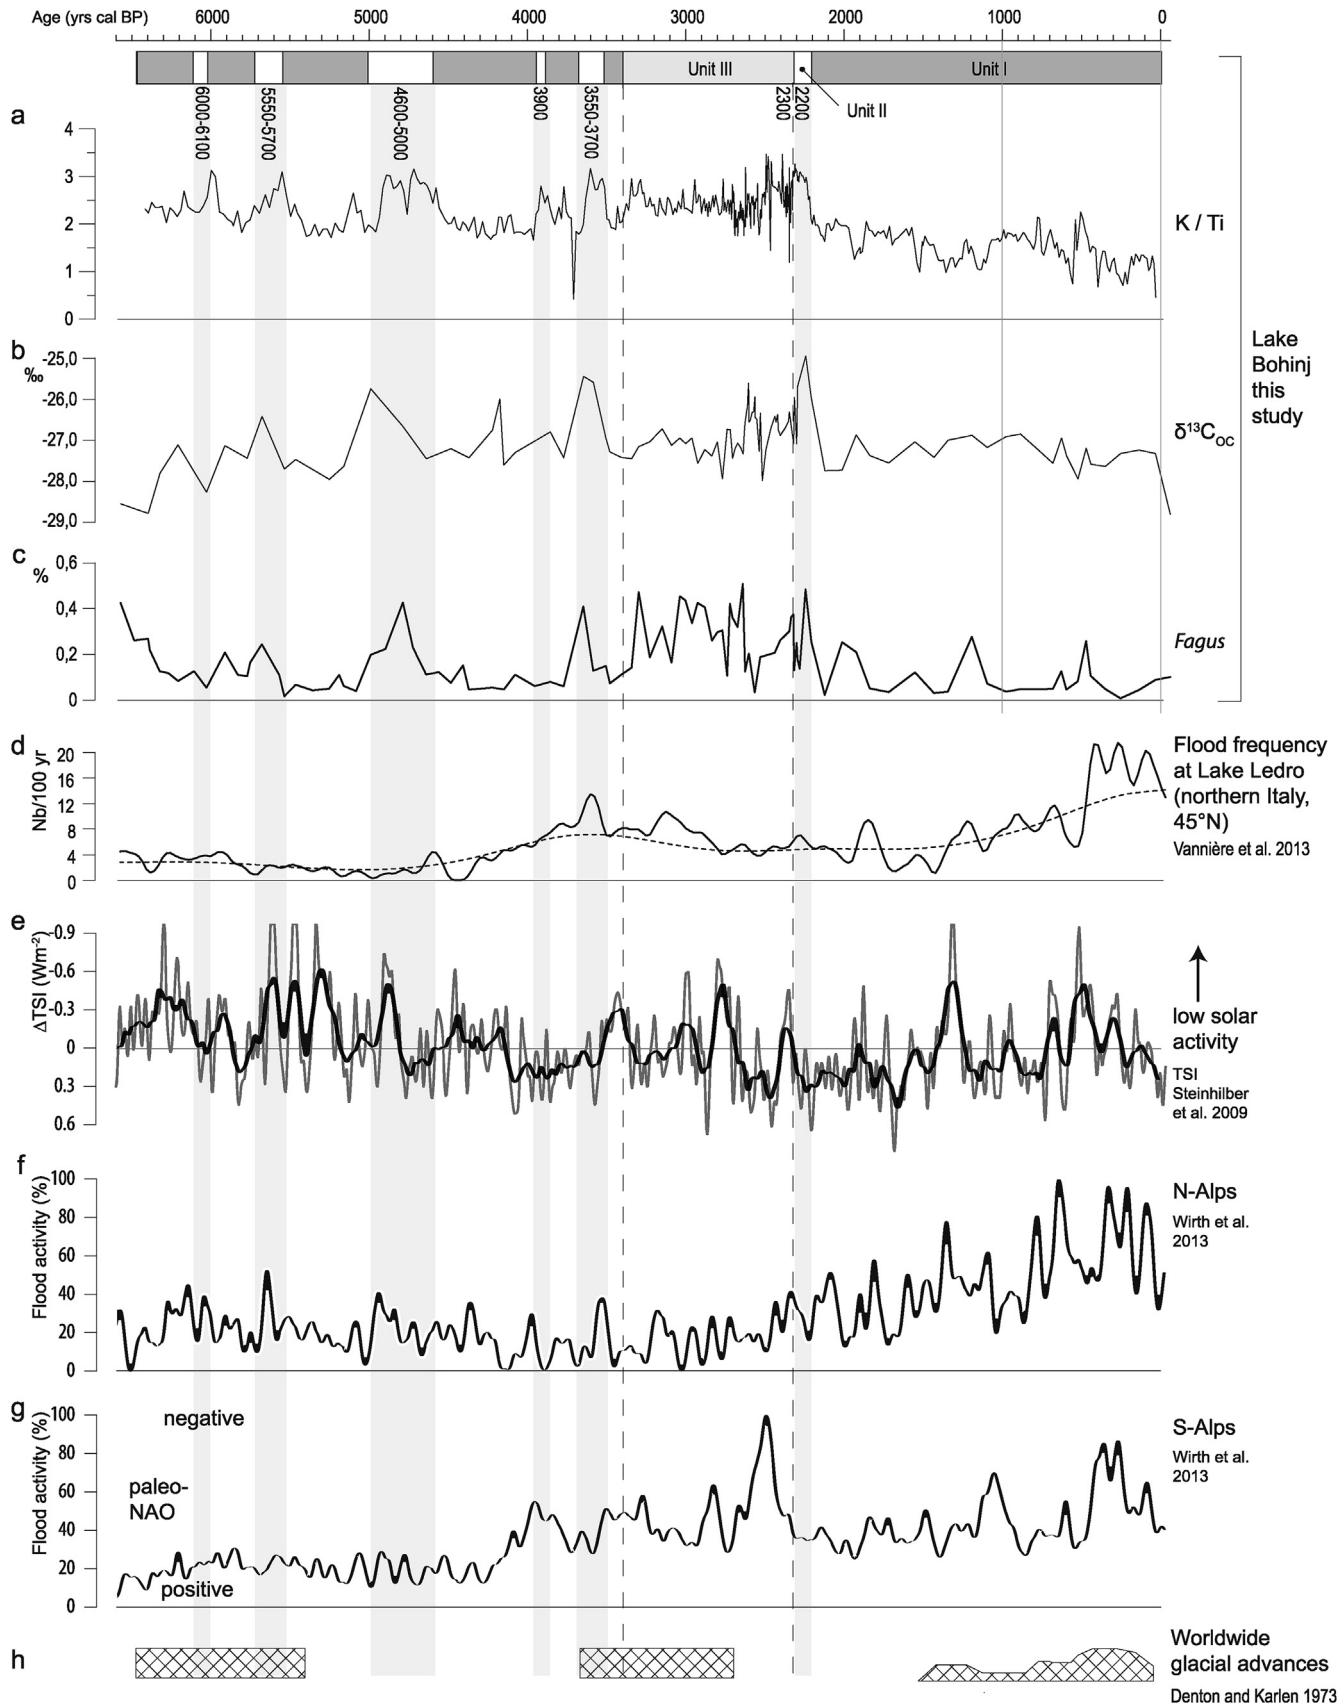 Age (yrs cal BP) 6000 5000 4000 3000 2000 1000 0
Unit III
Unit I
Unit II
6000-6100
5550-5700
4600-5000
3900
3550-3700
2300
2200
a
4
3
2
1
0
K / Ti
b
‰
-25,0
-26,0
-27,0
-28,0
-29,0
δ¹³C_OC
Lake
Bohinj
this
study
c
%
0,6
0,4
0,2
0
Fagus
d
Nb/100 yr
20
16
12
8
4
0
Flood frequency
at Lake Ledro
(northern Italy,
45°N)
Vannière et al. 2013
e
ΔTSI (Wm⁻²)
-0.9
-0.6
-0.3
0
0.3
0.6
low solar
activity
TSI
Steinhilber
et al. 2009
f
Flood activity (%)
100
80
60
40
20
0
N-Alps
Wirth et al.
2013
g
Flood activity (%)
100
80
60
40
20
0
negative
paleo-
NAO
positive
S-Alps
Wirth et al.
2013
h
Worldwide
glacial advances
Denton and Karlen 1973